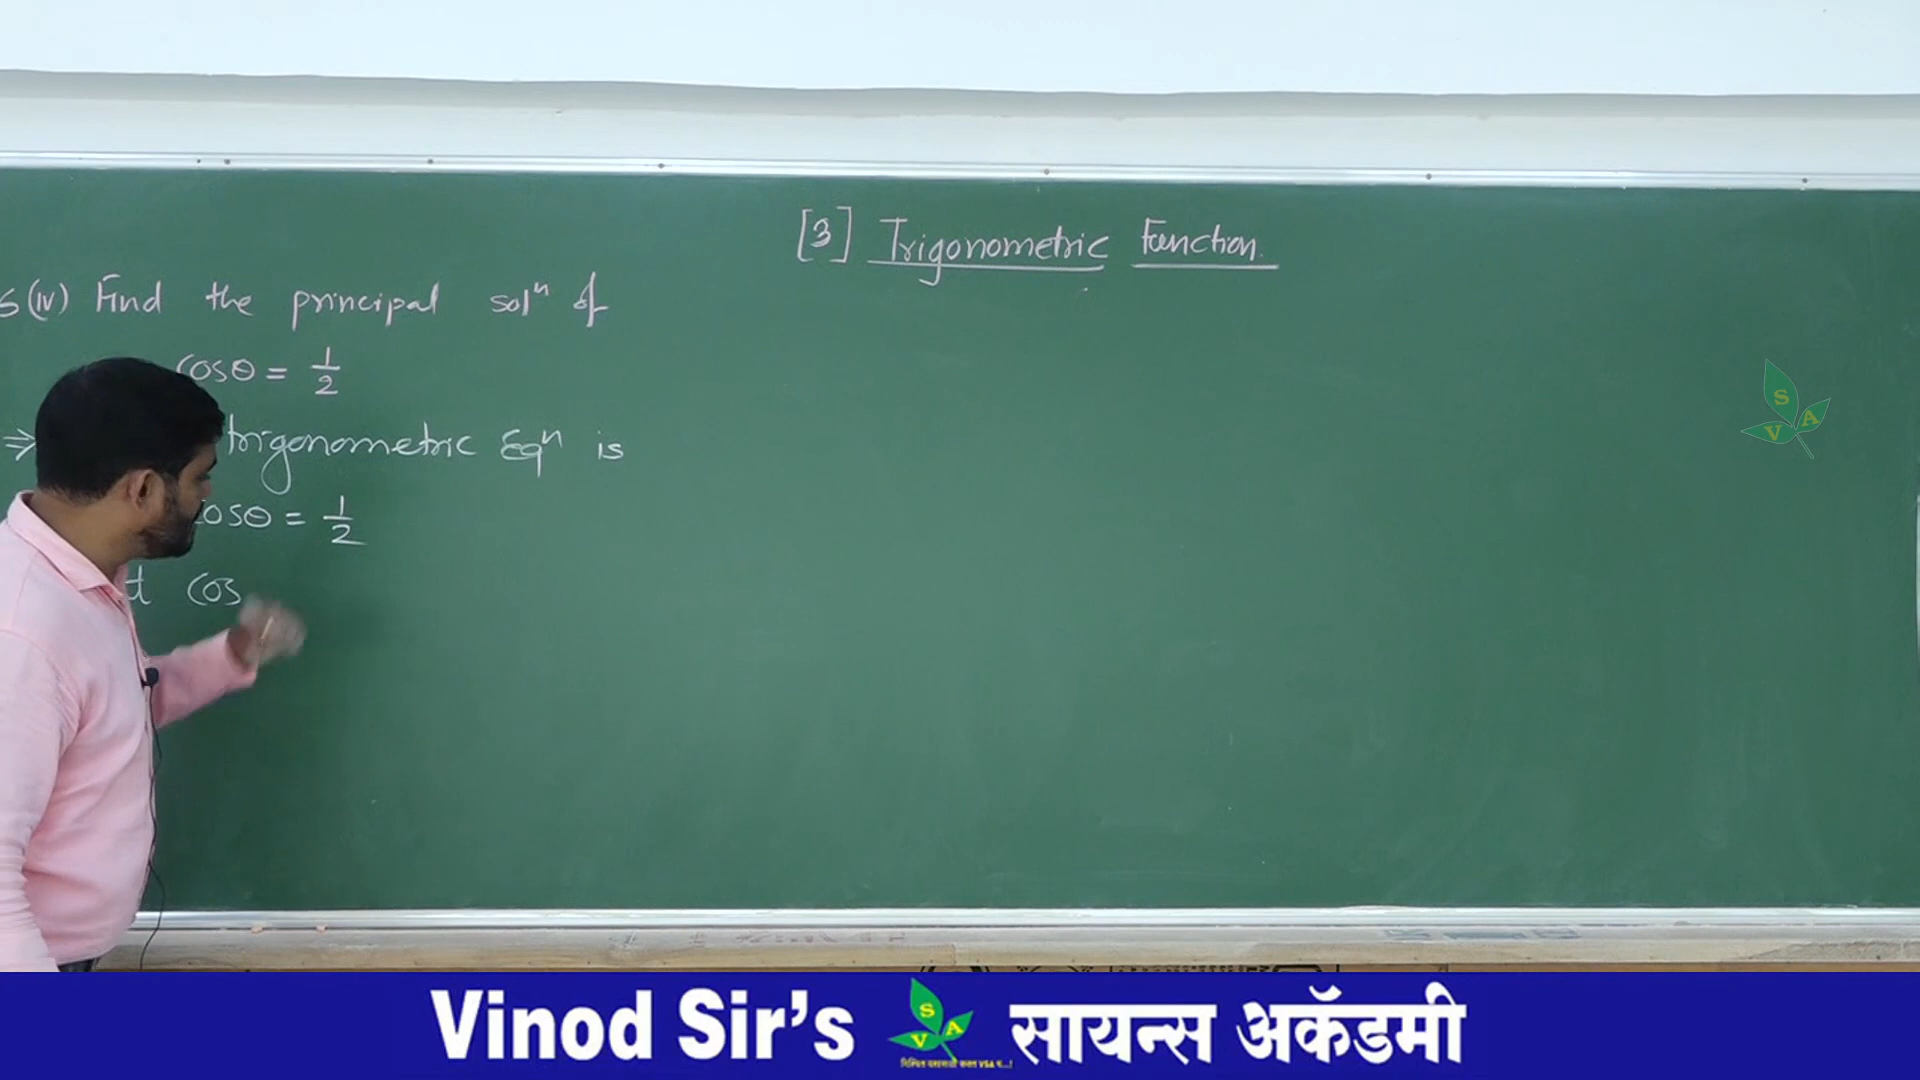 [3] Trigonometric Function.
(iv) Find the principal solⁿ of
cosθ = 1/2
⇒ trigonometric Eqⁿ is
cosθ = 1/2
t cos
S
V A
Vinod Sir's S V A सायन्स अकॅडमी